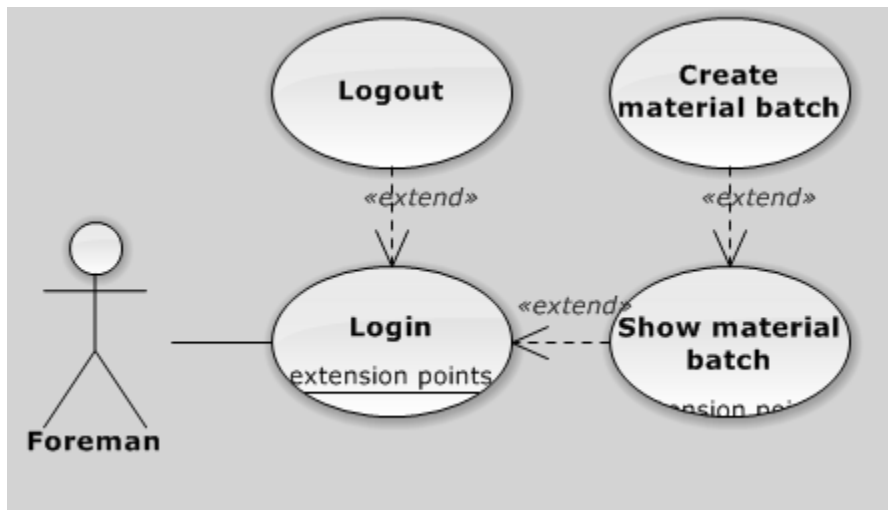 Logout
Create
material batch
«extend»
«extend»
«extend»
Login
extension points
Show material
batch
Foreman